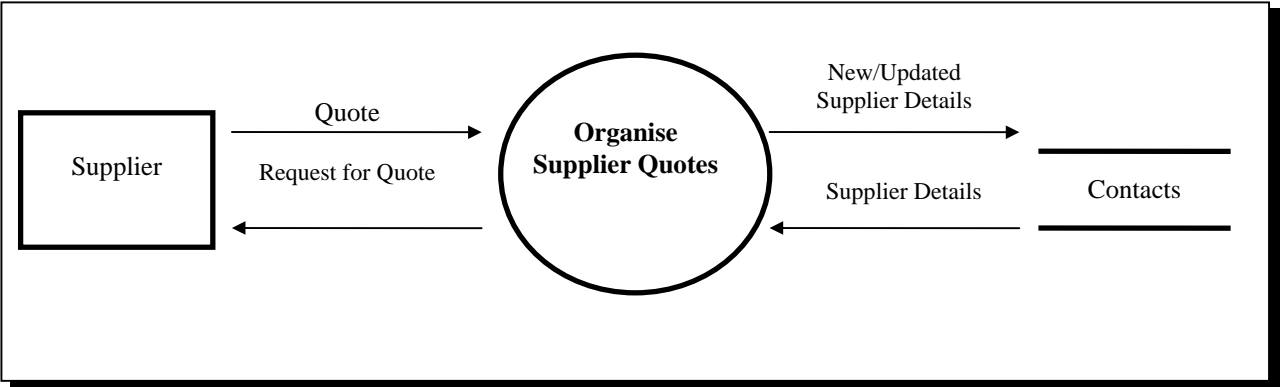 Supplier
Quote
Request for Quote
Organise
Supplier Quotes
New/Updated
Supplier Details
Supplier Details
Contacts